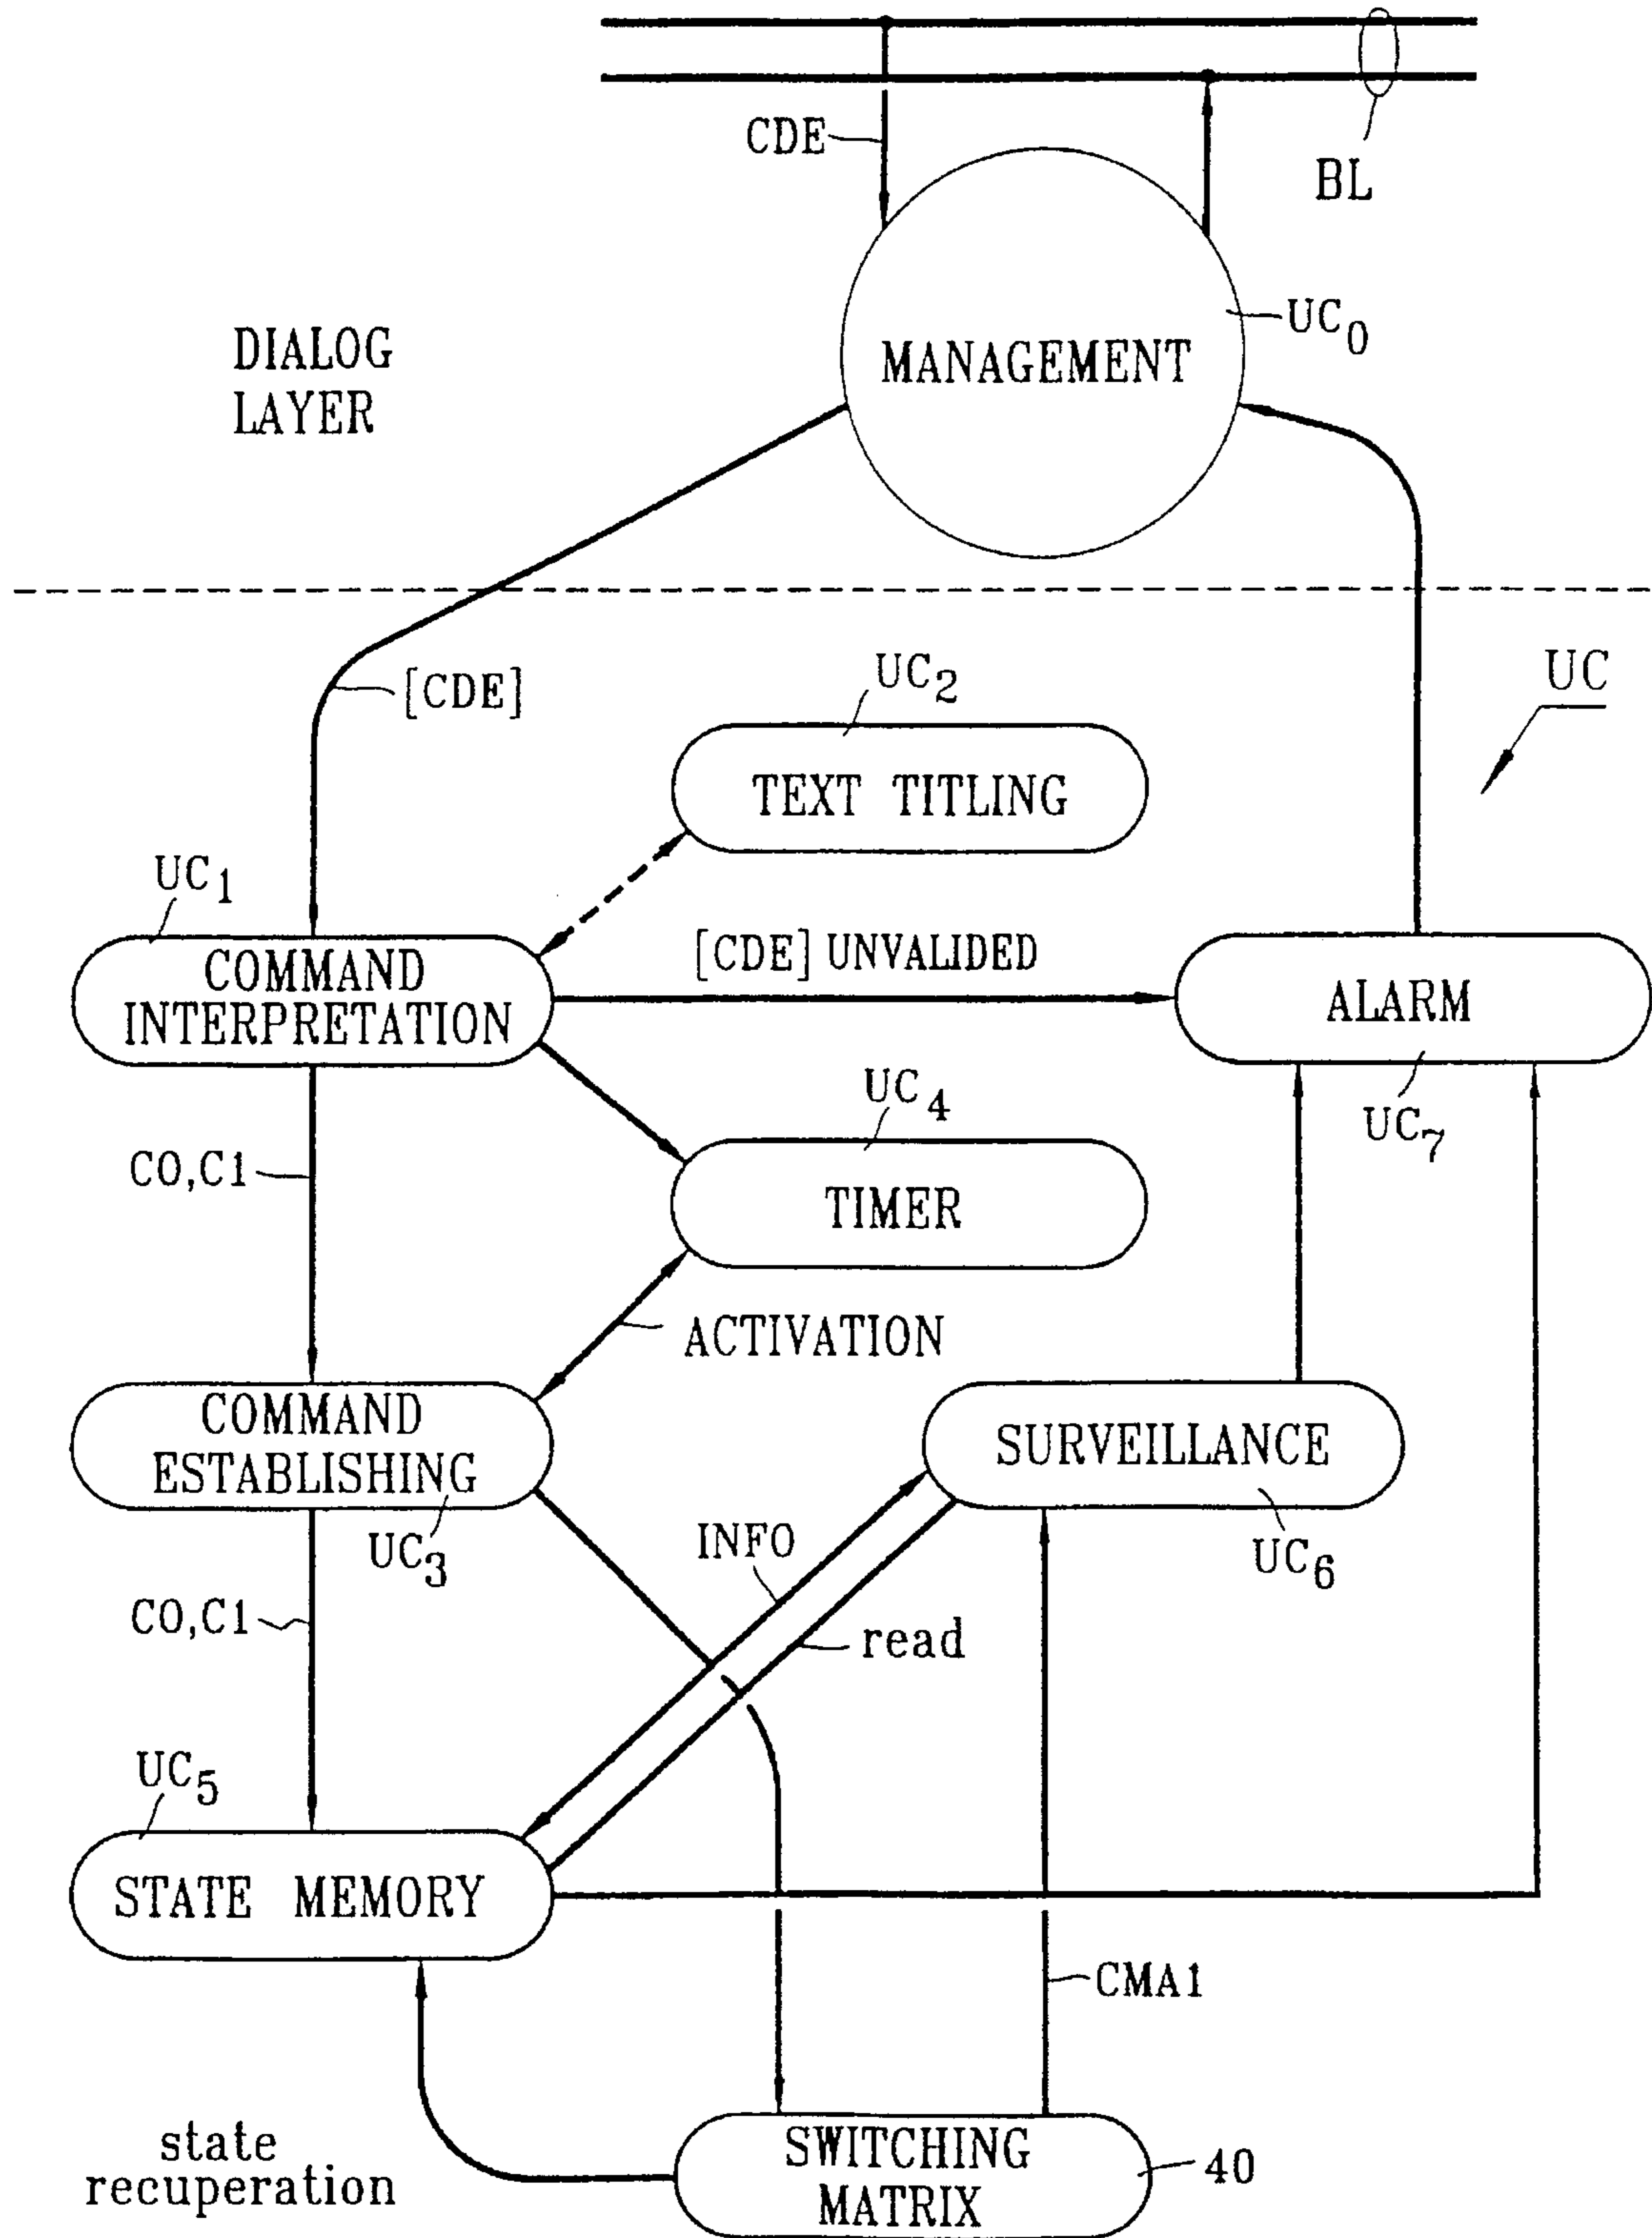 CDE
BL
UC0
MANAGEMENT
DIALOG
LAYER
[CDE]
UC2
UC
TEXT TITLING
UC1
COMMAND
INTERPRETATION
[CDE] UNVALIDED
ALARM
UC4
UC7
CO,C1
TIMER
ACTIVATION
COMMAND
ESTABLISHING
SURVEILLANCE
UC3
INFO
UC6
CO,C1
read
UC5
STATE MEMORY
CMA1
state
recuperation
SWITCHING
MATRIX
40